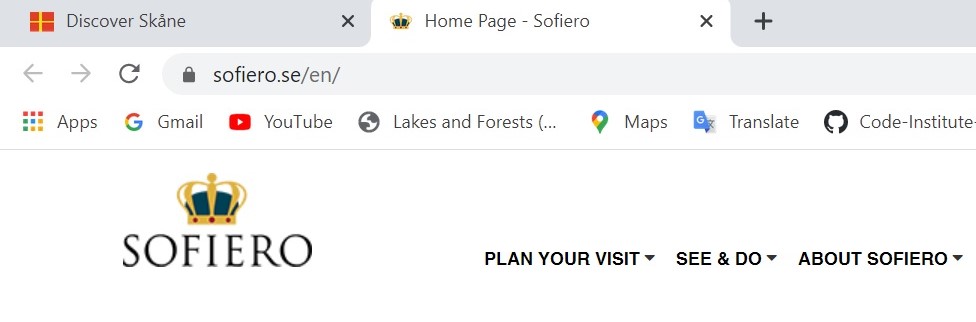 Discover Skåne Home Page - Sofiero
sofiero.se/en/
Apps Gmail YouTube Lakes and Forests (... Maps Translate Code-Institute-
SOFIERO
PLAN YOUR VISIT SEE & DO ABOUT SOFIERO